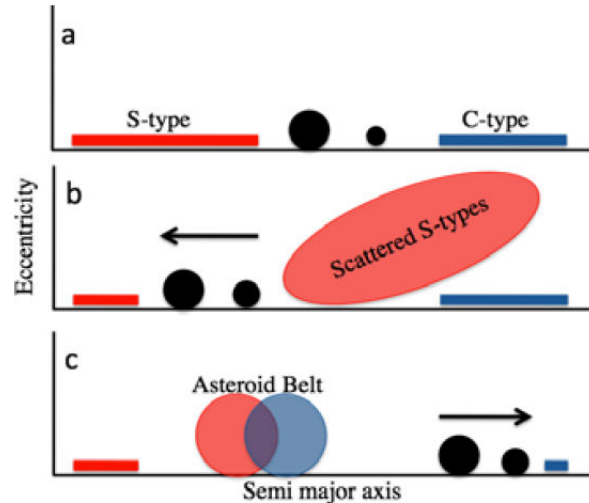 a
S-type
C-type
Eccentricity
b
Scattered S-types
c
Asteroid Belt
Semi major axis